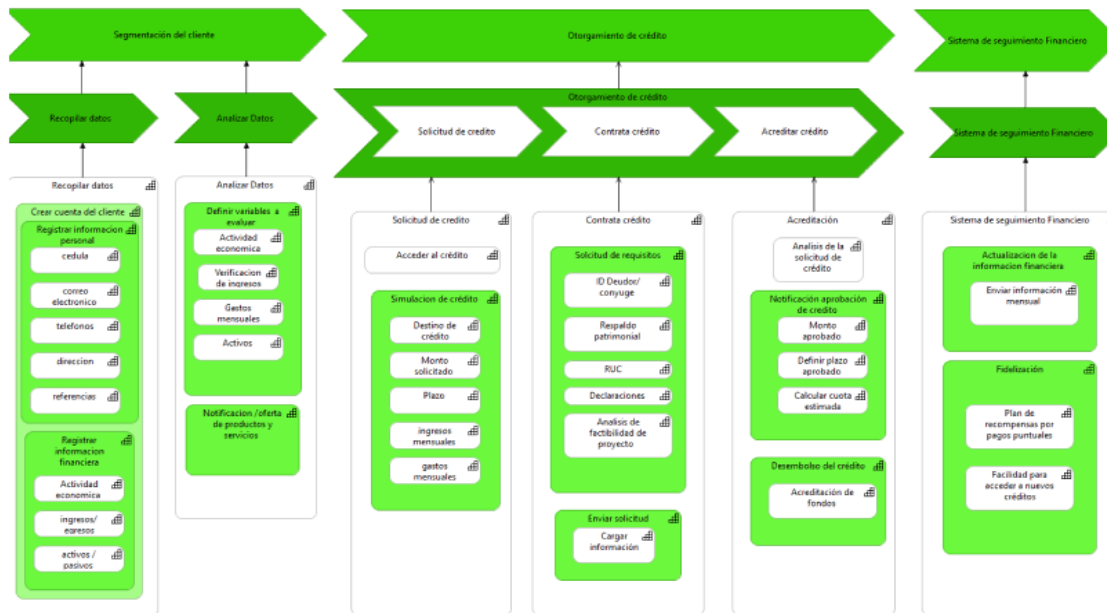 Segmentación del cliente
Otorgamiento de crédito
Sistema de seguimiento Financiero
Recopilar datos
Analizar Datos
Otorgamiento de crédito
Solicitud de credito
Contrata crédito
Acreditar crédito
Sistema de seguimiento Financiero
Recopilar datos
Crear cuenta del cliente
Registrar informacion
personal
cedula
correo
electronico
telefonos
direccion
referencias
Registrar
informacion
financiera
Actividad
economica
ingresos/
egresos
activos /
pasivos
Analizar Datos
Definir variables a
evaluar
Actividad
economica
Verificacion
de ingresos
Gestos
mensuales
Activos
Notificacion /oferta
de productos y
servicios
Solicitud de credito
Acceder al crédito
Simulacion de crédito
Destino de
crédito
Monto
solicitado
Plazo
ingresos
mensuales
gastos
mensuales
Contrata crédito
Solcitud de requisitos
ID Deudor/
conyuge
Respaldo
patrimonial
RUC
Declaraciones
Analisis de
factibilidad de
proyecto
Enviar solicitud
Cargar
información
Acreditación
Analisis de la
solicitud de
crédito
Notificación aprobación
de credito
Monto
aprobado
Definir plazo
aprobado
Calcular cuota
estimada
Desembolso del crédito
Acreditación de
fondos
Sistema de seguimiento Financiero
Actualizacion de la
informacion financiera
Enviar información
mensual
Fidelización
Plan de
recompensas por
pagos puntuales
Facilidad para
acceder a nuevos
créditos